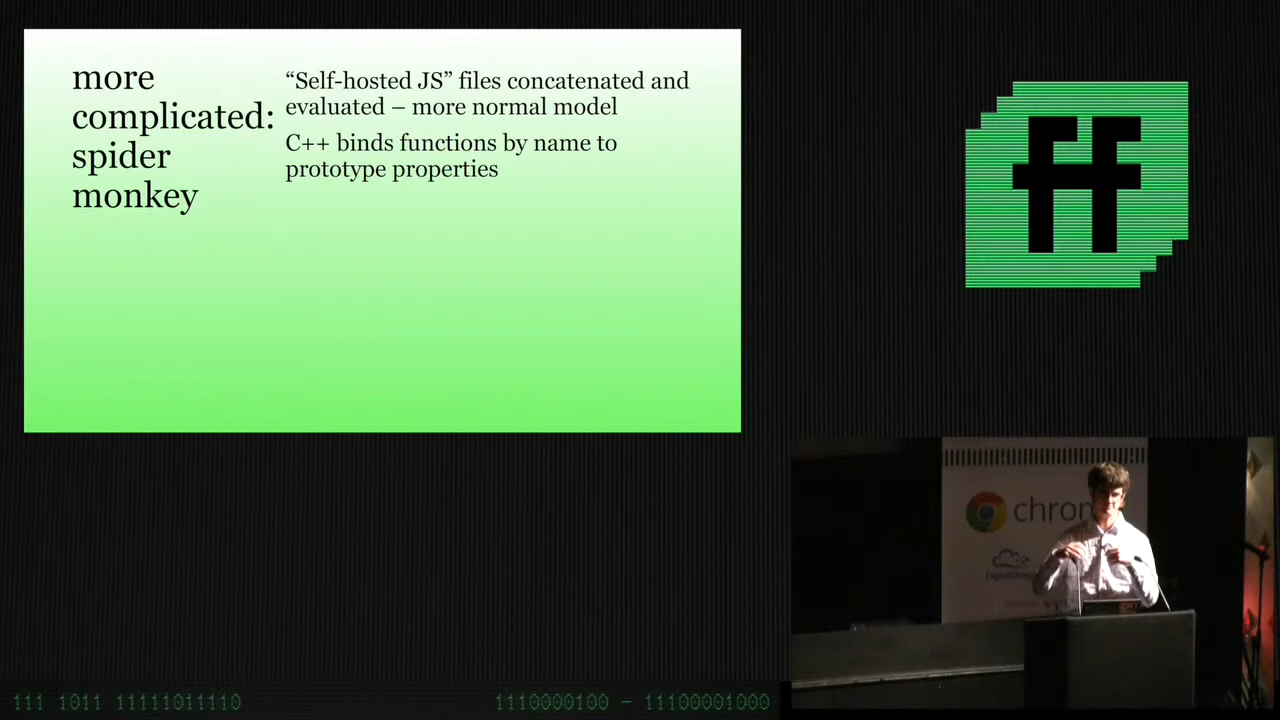 more
complicated:
spider
monkey
“Self-hosted JS” files concatenated and
evaluated – more normal model
C++ binds functions by name to
prototype properties
ff
chrom
111 1011 11111011110
1110000100 – 11100001000